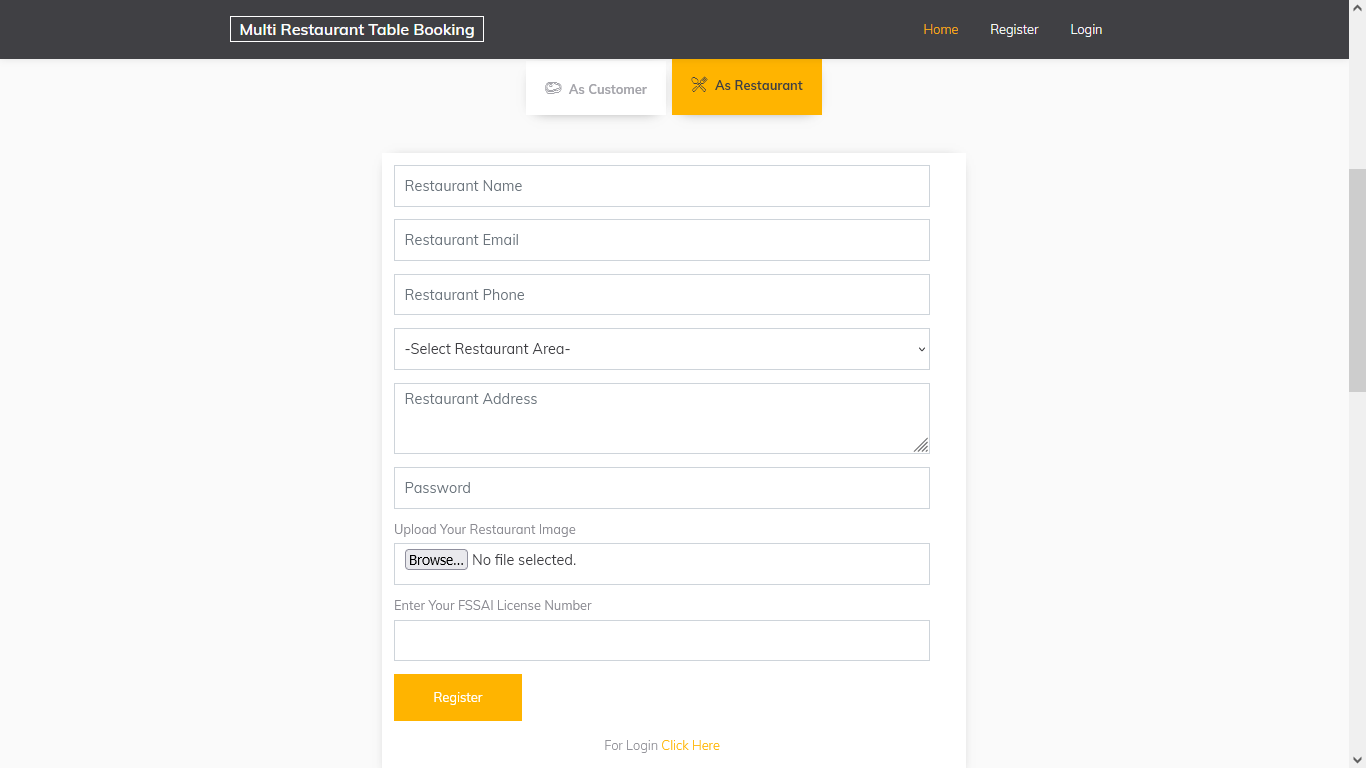 Multi Restaurant Table Booking
Home Register Login
As Customer As Restaurant
Restaurant Name
Restaurant Email
Restaurant Phone
-Select Restaurant Area-
Restaurant Address
Password
Upload Your Restaurant Image
Browse... No file selected.
Enter Your FSSAI License Number
Register
For Login Click Here